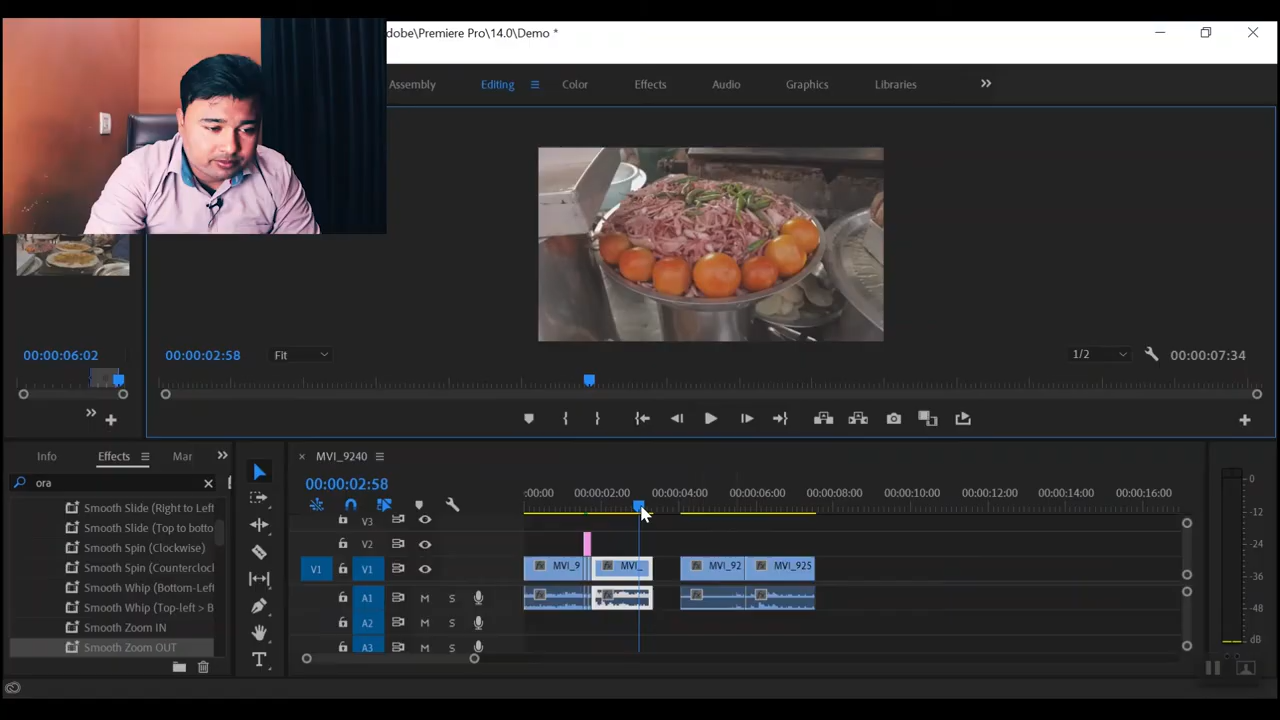 dobe\Premiere Pro\14.0\Demo *
Assembly Editing Color Effects Audio Graphics Libraries
00:00:06:02
00:00:02:58 Fit 1/2 00:00:07:34
Info Effects Mar
MVI_9240
ora
00:00:02:58
:00:00 00:00:02:00 00:00:04:00 00:00:06:00 00:00:08:00 00:00:10:00 00:00:12:00 00:00:14:00 00:00:16:00
Smooth Slide (Right to Left
Smooth Slide (Top to botto
Smooth Spin (Clockwise)
Smooth Spin (Counterclock
Smooth Whip (Bottom-Left
Smooth Whip (Top-left > B
Smooth Zoom IN
Smooth Zoom OUT
V3
V2
V1 V1 fx MVI_9 fx MVI_ fx MVI_92 fx MVI_925
A1 M S
A2 M S
A3 M S
0
-12
-24
-36
-48
dB